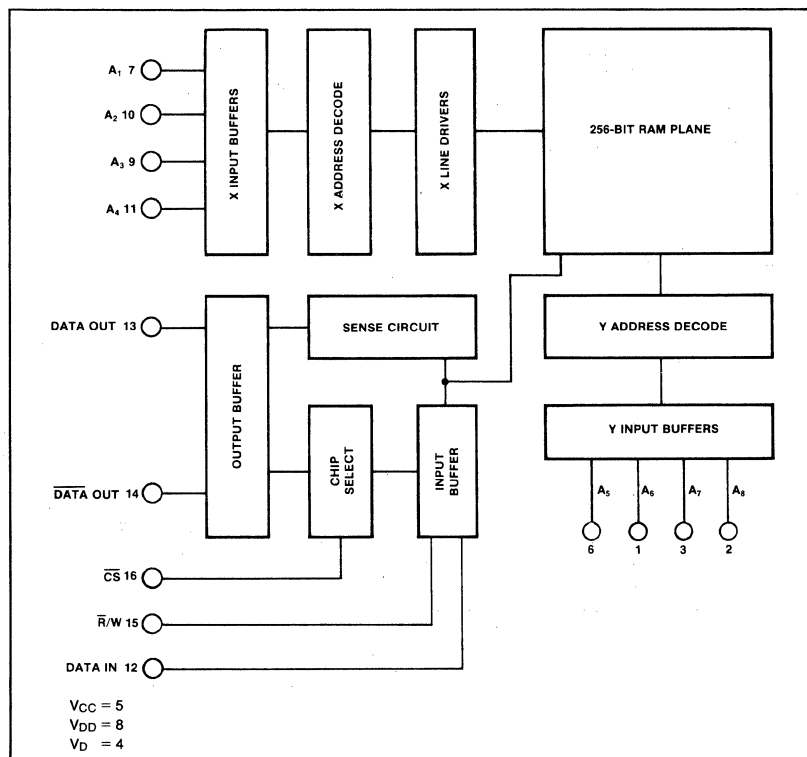 A₁ 7
A₂ 10
A₃ 9
A₄ 11
X INPUT BUFFERS
X ADDRESS DECODE
X LINE DRIVERS
256-BIT RAM PLANE
DATA OUT 13
OUTPUT BUFFER
SENSE CIRCUIT
Y ADDRESS DECODE
CHIP
SELECT
INPUT
BUFFER
Y INPUT BUFFERS
A₅ A₆ A₇ A₈
6 1 3 2
D̅A̅T̅A̅ OUT 14
C̅S̅ 16
R̅/W 15
DATA IN 12
VCC = 5
VDD = 8
VD = 4